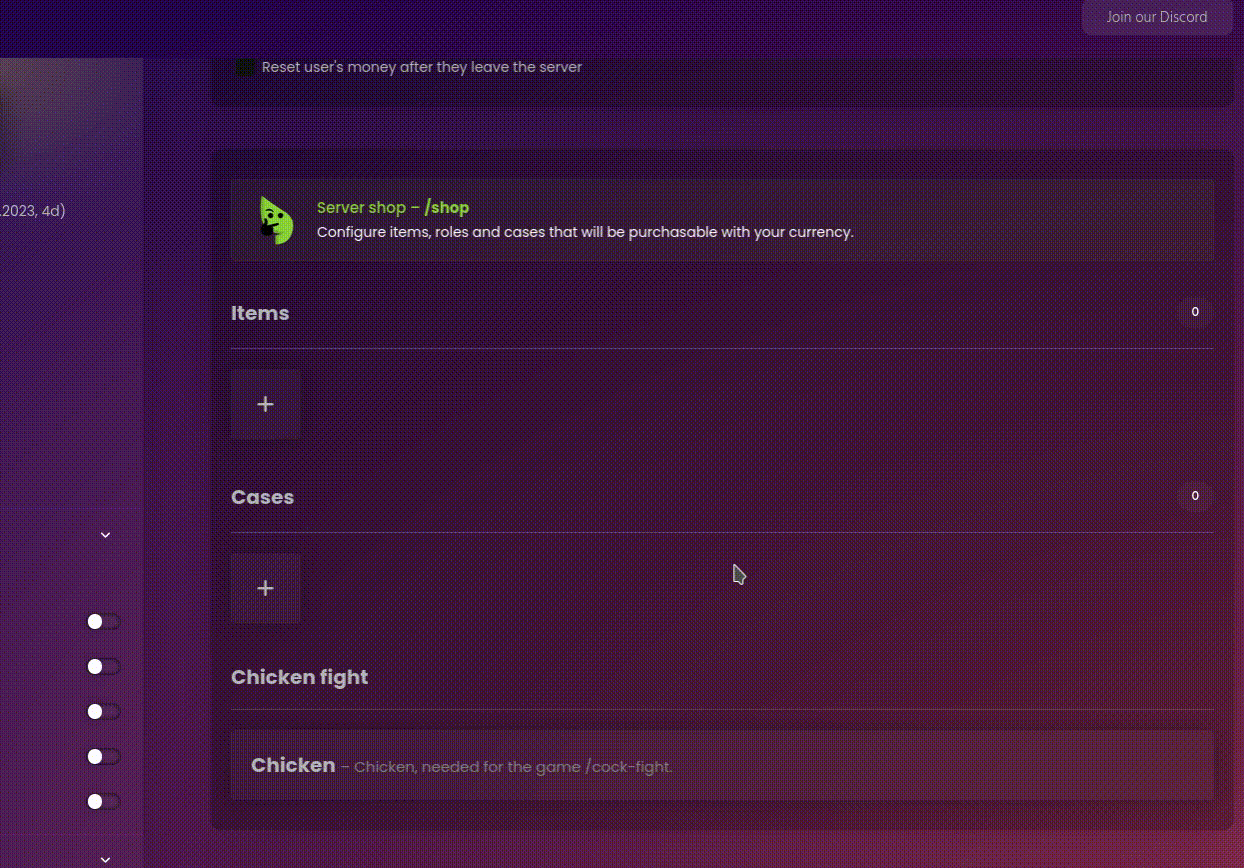 Join our Discord
Reset user's money after they leave the server
.2023, 4d)
Server shop – /shop
Configure items, roles and cases that will be purchasable with your currency.
Items
0
+
Cases
0
+
Chicken fight
Chicken – Chicken, needed for the game /cock-fight.